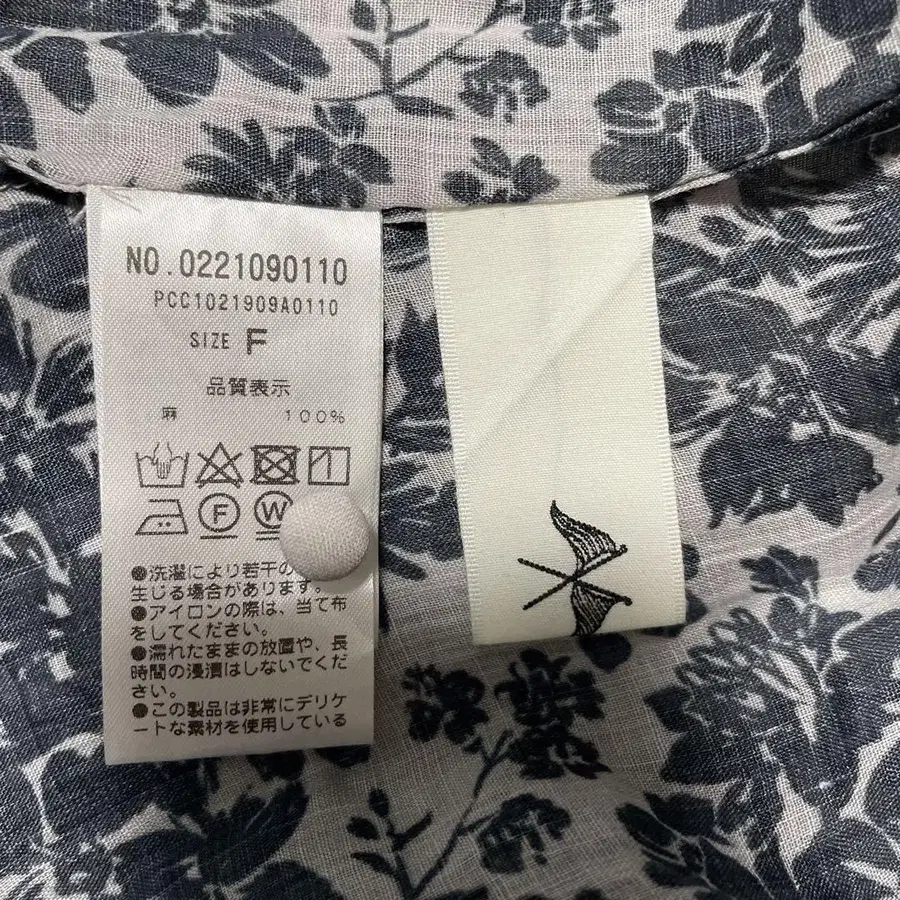 NO.0221090110
PCC1021909A0110
SIZE F
品質表示
麻 100%
F W
●洗濯により若干の
生じる場合があります。
●アイロンの際は、当て布
をしてください。
●濡れたままの放置や、長
時間の浸漬はしないでくだ
さい。
●この製品は非常にデリケ
ートな素材を使用している